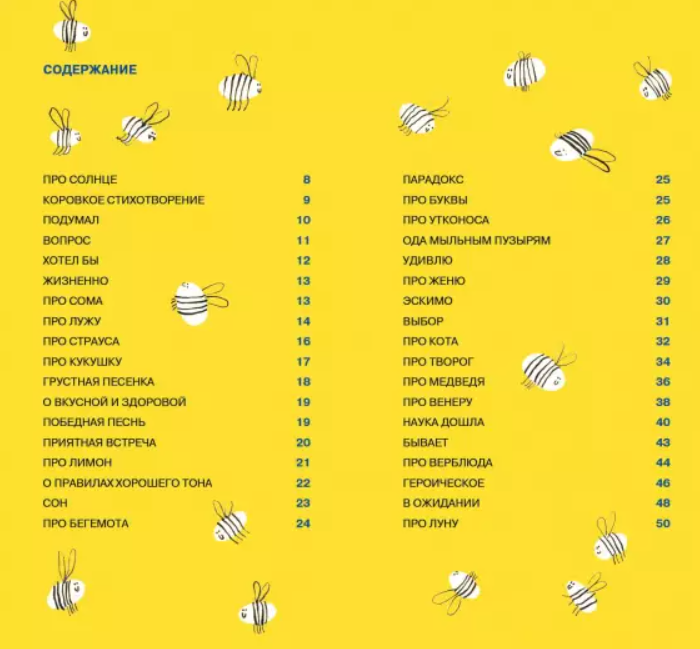 СОДЕРЖАНИЕ
ПРО СОЛНЦЕ 8
КОРОВКОЕ СТИХОТВОРЕНИЕ 9
ПОДУМАЛ 10
ВОПРОС 11
ХОТЕЛ БЫ 12
ЖИЗНЕННО 13
ПРО СОМА 13
ПРО ЛУЖУ 14
ПРО СТРАУСА 16
ПРО КУКУШКУ 17
ГРУСТНАЯ ПЕСЕНКА 18
О ВКУСНОЙ И ЗДОРОВОЙ 19
ПОБЕДНАЯ ПЕСНЬ 19
ПРИЯТНАЯ ВСТРЕЧА 20
ПРО ЛИМОН 21
О ПРАВИЛАХ ХОРОШЕГО ТОНА 22
СОН 23
ПРО БЕГЕМОТА 24
ПАРАДОКС 25
ПРО БУКВЫ 25
ПРО УТКОНОСА 26
ОДА МЫЛЬНЫМ ПУЗЫРЯМ 27
УДИВЛЮ 28
ПРО ЖЕНЮ 29
ЭСКИМО 30
ВЫБОР 31
ПРО КОТА 32
ПРО ТВОРОГ 34
ПРО МЕДВЕДЯ 36
ПРО ВЕНЕРУ 38
НАУКА ДОШЛА 40
БЫВАЕТ 43
ПРО ВЕРБЛЮДА 44
ГЕРОИЧЕСКОЕ 46
В ОЖИДАНИИ 48
ПРО ЛУНУ 50